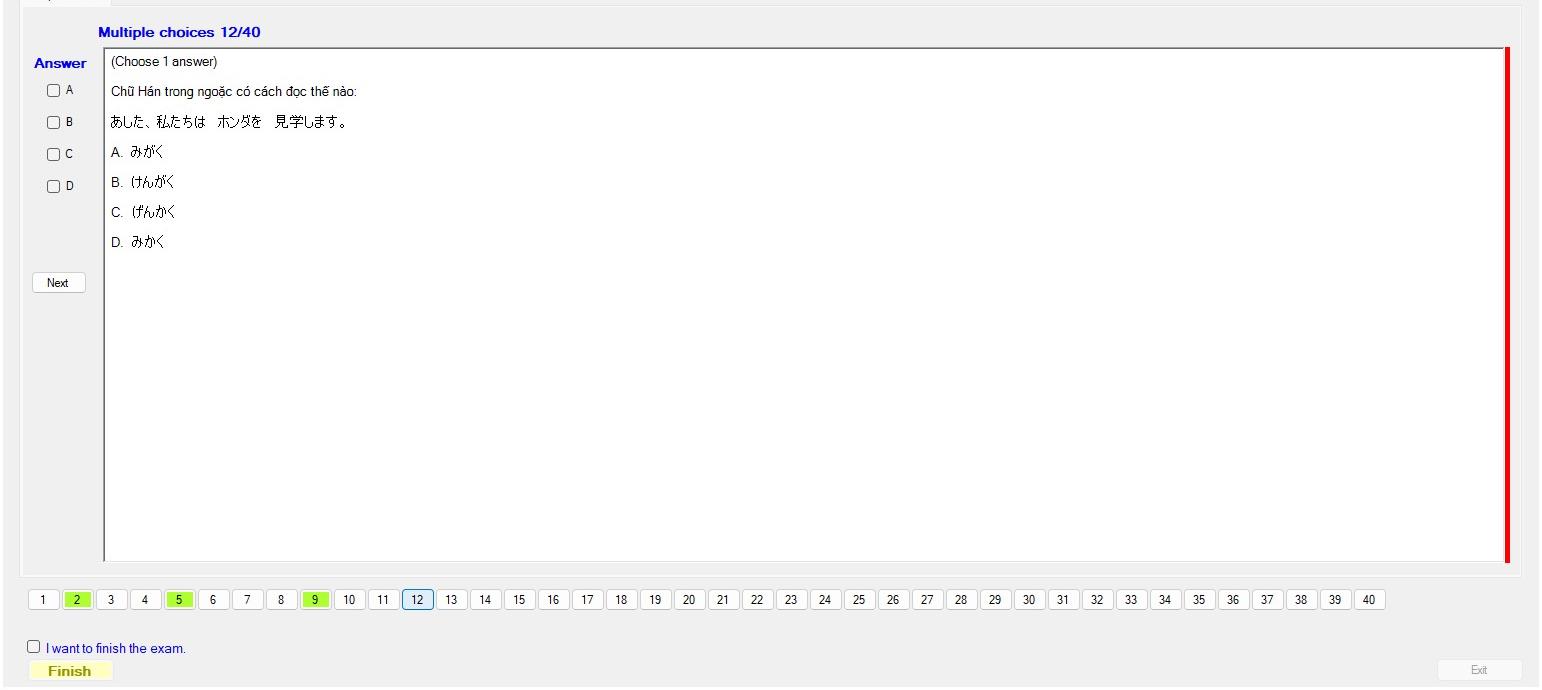 Multiple choices 12/40
Answer
(Choose 1 answer)
A
Chữ Hán trong ngoặc có cách đọc thế nào:
B
あした、私たちは　ホンダを　見学します。
C
A. みがく
D
B. けんがく
C. げんかく
D. みかく
Next
1 2 3 4 5 6 7 8 9 10 11 12 13 14 15 16 17 18 19 20 21 22 23 24 25 26 27 28 29 30 31 32 33 34 35 36 37 38 39 40
I want to finish the exam.
Finish
Exit